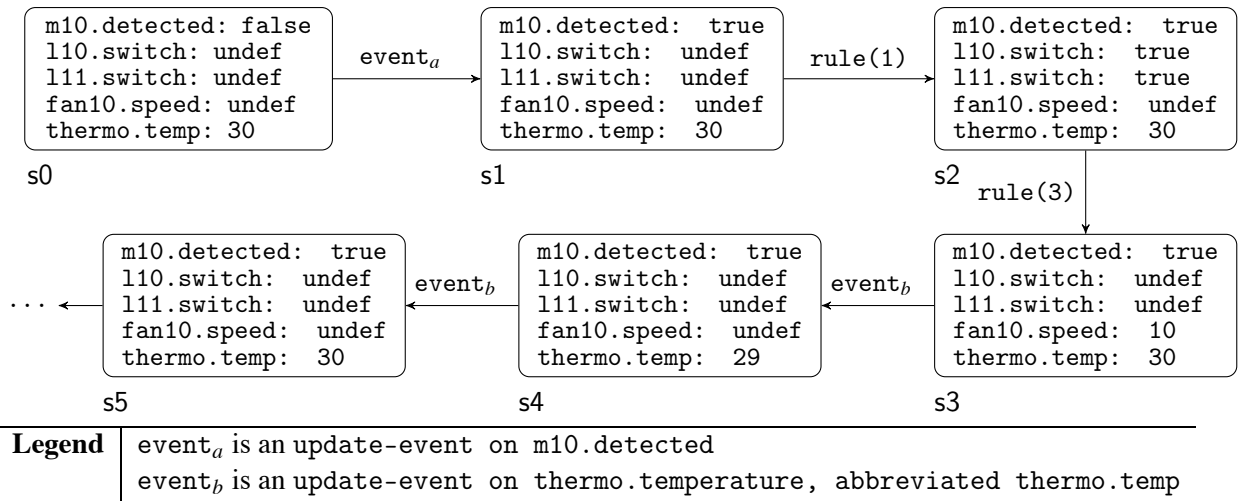 m10.detected: false
l10.switch: undef
l11.switch: undef
fan10.speed: undef
thermo.temp: 30
s0
event_a
m10.detected: true
l10.switch: undef
l11.switch: undef
fan10.speed: undef
thermo.temp: 30
s1
rule(1)
m10.detected: true
l10.switch: true
l11.switch: true
fan10.speed: undef
thermo.temp: 30
s2
rule(3)
m10.detected: true
l10.switch: undef
l11.switch: undef
fan10.speed: 10
thermo.temp: 30
s3
event_b
m10.detected: true
l10.switch: undef
l11.switch: undef
fan10.speed: undef
thermo.temp: 29
s4
event_b
m10.detected: true
l10.switch: undef
l11.switch: undef
fan10.speed: undef
thermo.temp: 30
s5
...
Legend event_a is an update-event on m10.detected
event_b is an update-event on thermo.temperature, abbreviated thermo.temp